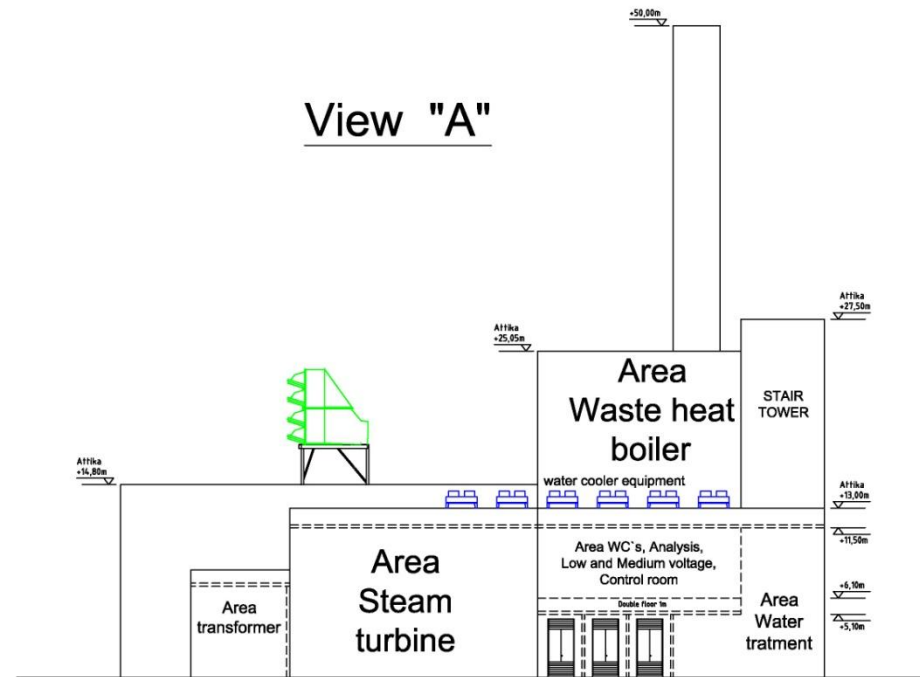 +50,00m
View "A"
Attika
+27,50m
Attika
+25,05m
Area
Waste heat
boiler
STAIR
TOWER
Attika
+14,80m
water cooler equipment
Attika
+13,00m
+11,50m
Area WC`s, Analysis,
Low and Medium voltage,
Control room
Area
Steam
turbine
+6,10m
Double floor 1m
Area
transformer
Area
Water
tratment
+5,10m